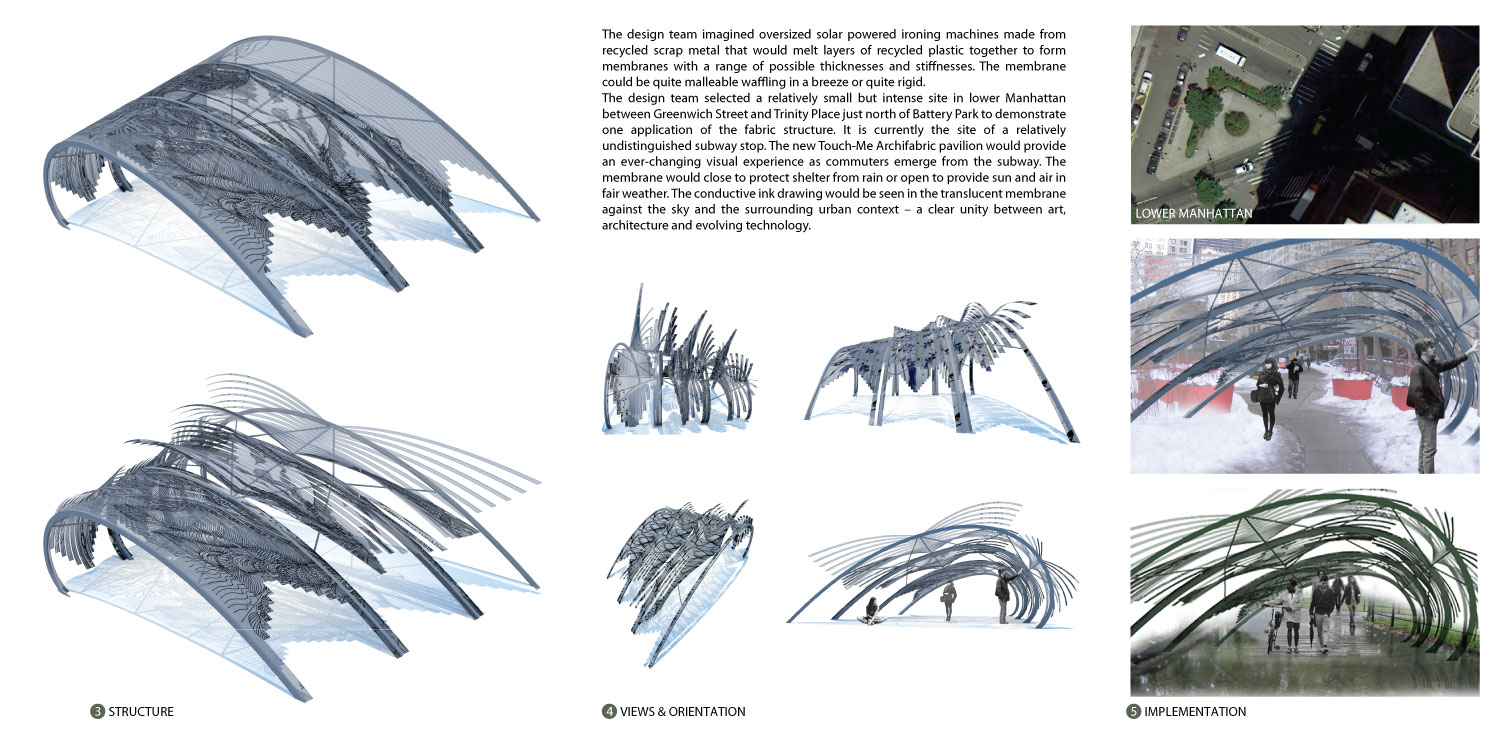 The design team imagined oversized solar powered ironing machines made from
recycled scrap metal that would melt layers of recycled plastic together to form
membranes with a range of possible thicknesses and stiffnesses. The membrane
could be quite malleable waffling in a breeze or quite rigid.
The design team selected a relatively small but intense site in lower Manhattan
between Greenwich Street and Trinity Place just north of Battery Park to demonstrate
one application of the fabric structure. It is currently the site of a relatively
undistinguished subway stop. The new Touch-Me Archifabric pavilion would provide
an ever-changing visual experience as commuters emerge from the subway. The
membrane would close to protect shelter from rain or open to provide sun and air in
fair weather. The conductive ink drawing would be seen in the translucent membrane
against the sky and the surrounding urban context – a clear unity between art,
architecture and evolving technology.
LOWER MANHATTAN
3 STRUCTURE
4 VIEWS & ORIENTATION
5 IMPLEMENTATION